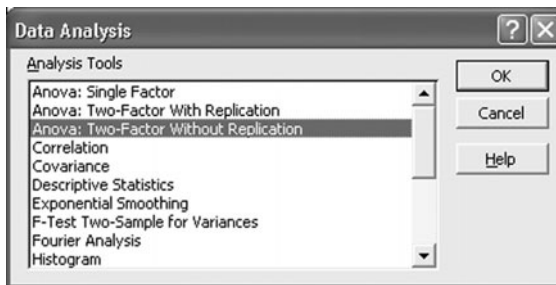 Data Analysis
Analysis Tools
Anova: Single Factor
Anova: Two-Factor With Replication
Anova: Two-Factor Without Replication
Correlation
Covariance
Descriptive Statistics
Exponential Smoothing
F-Test Two-Sample for Variances
Fourier Analysis
Histogram
OK
Cancel
Help